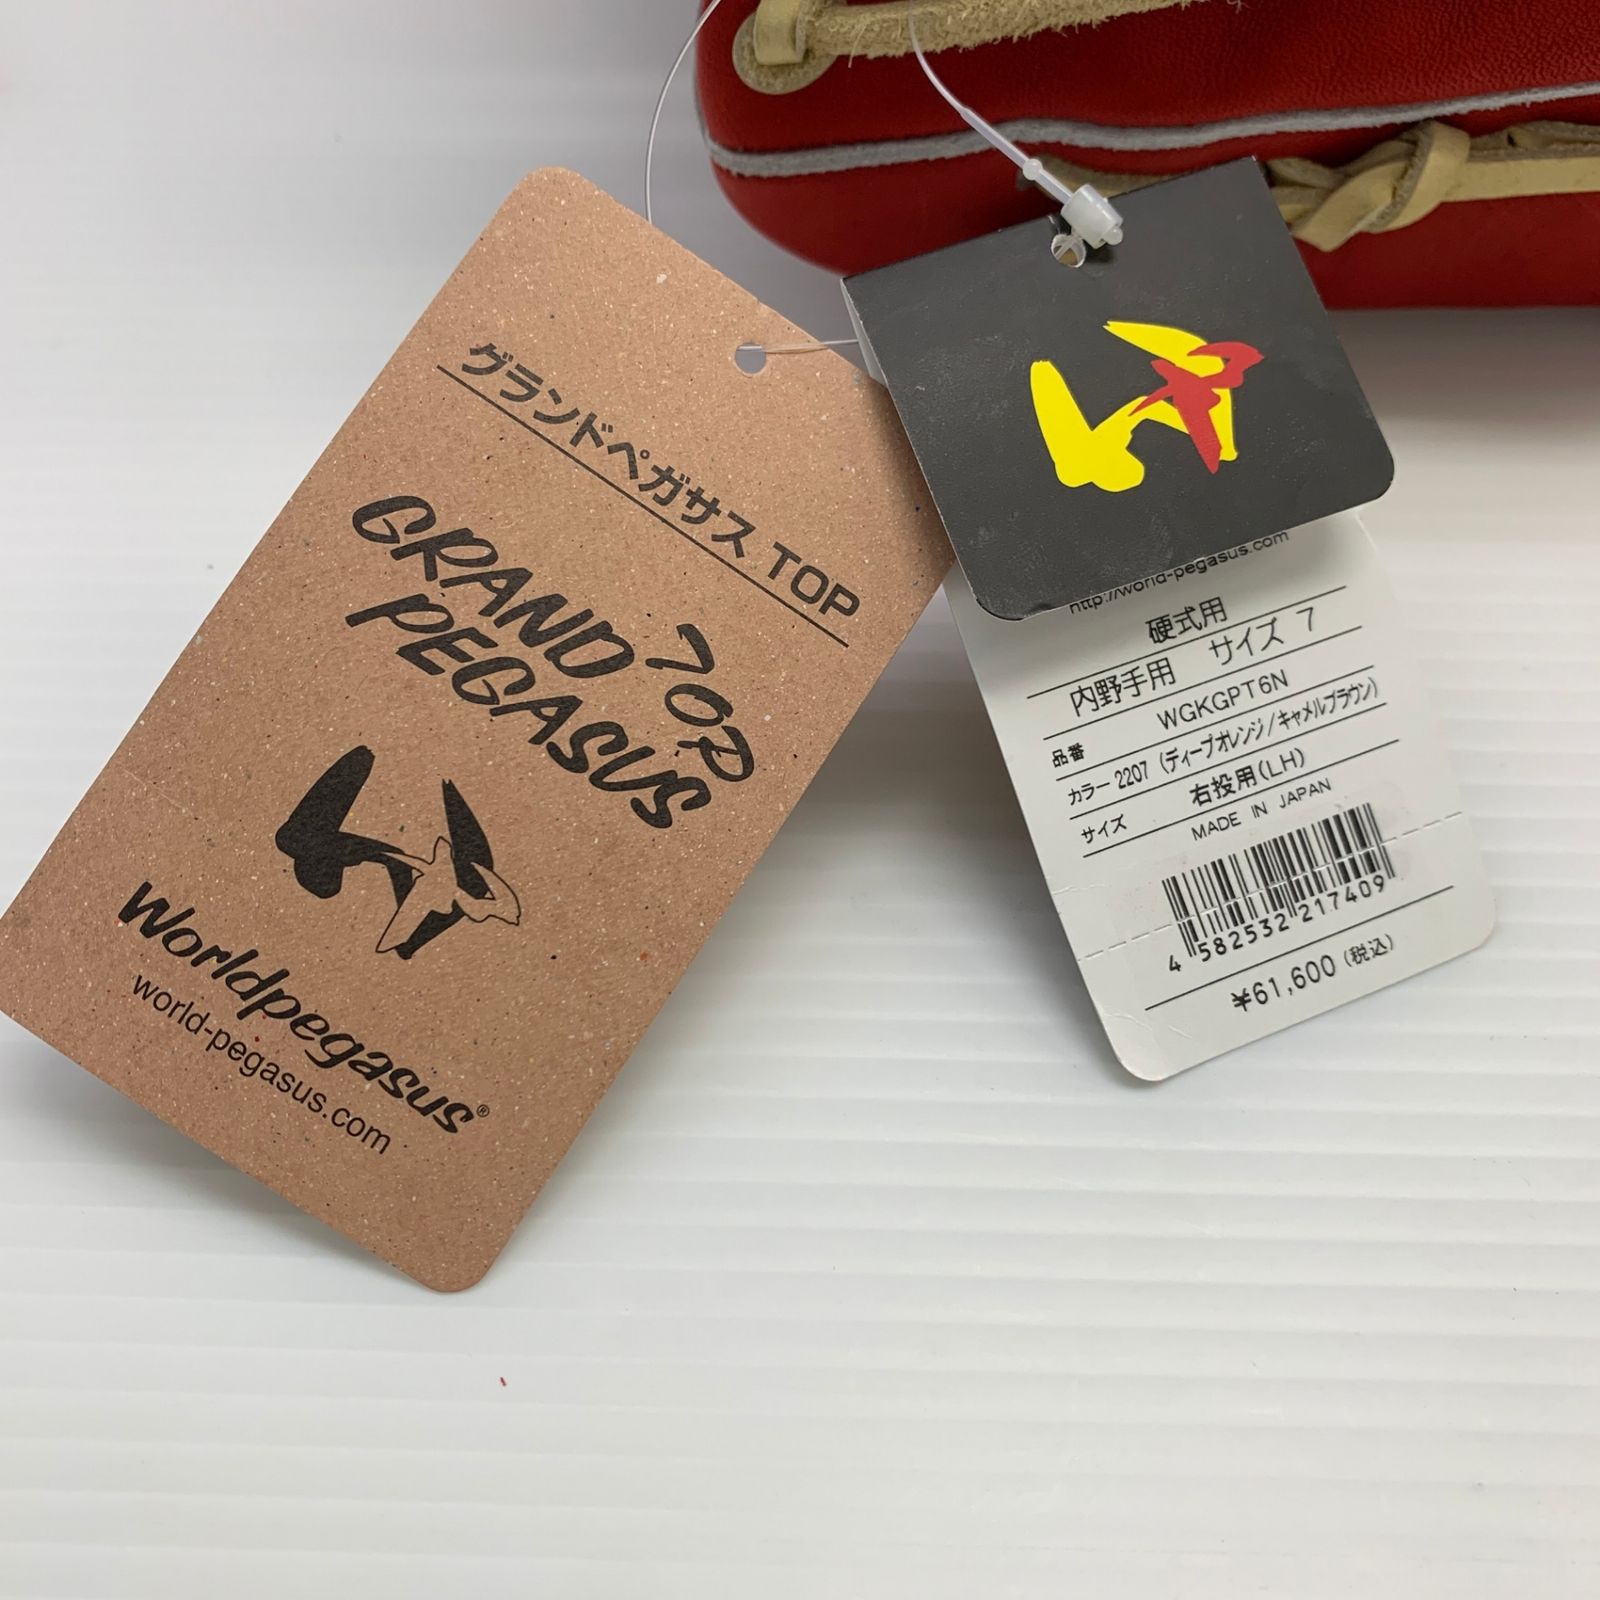 グランドペガサス TOP
GRAND TOP
PEGASUS
Worldpegasus®
world-pegasus.com
http://world-pegasus.com
硬式用
内野手用 サイズ 7
品番 WGKGPT6N
カラー 2207 (ディープオレンジ/キャメルブラウン)
サイズ 右投用(LH)
MADE IN JAPAN
4 582532 217409
¥61,600 (税込)